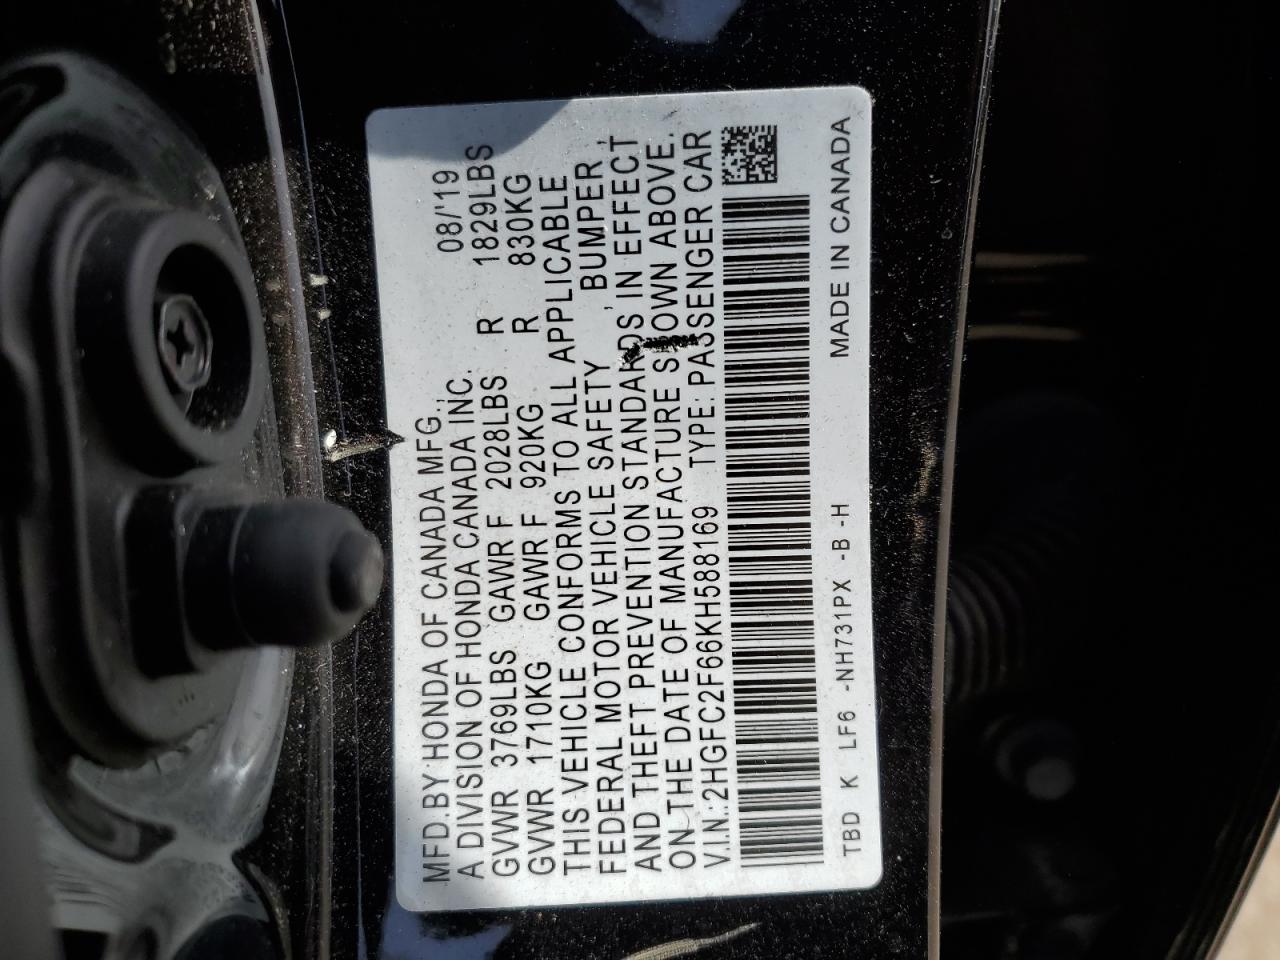 MFD. BY HONDA OF CANADA MFG.,
A DIVISION OF HONDA CANADA INC. 08/'19
GVWR 3769LBS GAWR F 2028LBS R 1829LBS
GVWR 1710KG GAWR F 920KG R 830KG
THIS VEHICLE CONFORMS TO ALL APPLICABLE
FEDERAL MOTOR VEHICLE SAFETY , BUMPER ,
AND THEFT PREVENTION STANDARDS IN EFFECT
ON THE DATE OF MANUFACTURE SHOWN ABOVE.
V.I.N.: 2HGFC2F66KH588169 TYPE: PASSENGER CAR
TBD K LF6 -NH731PX -B -H MADE IN CANADA